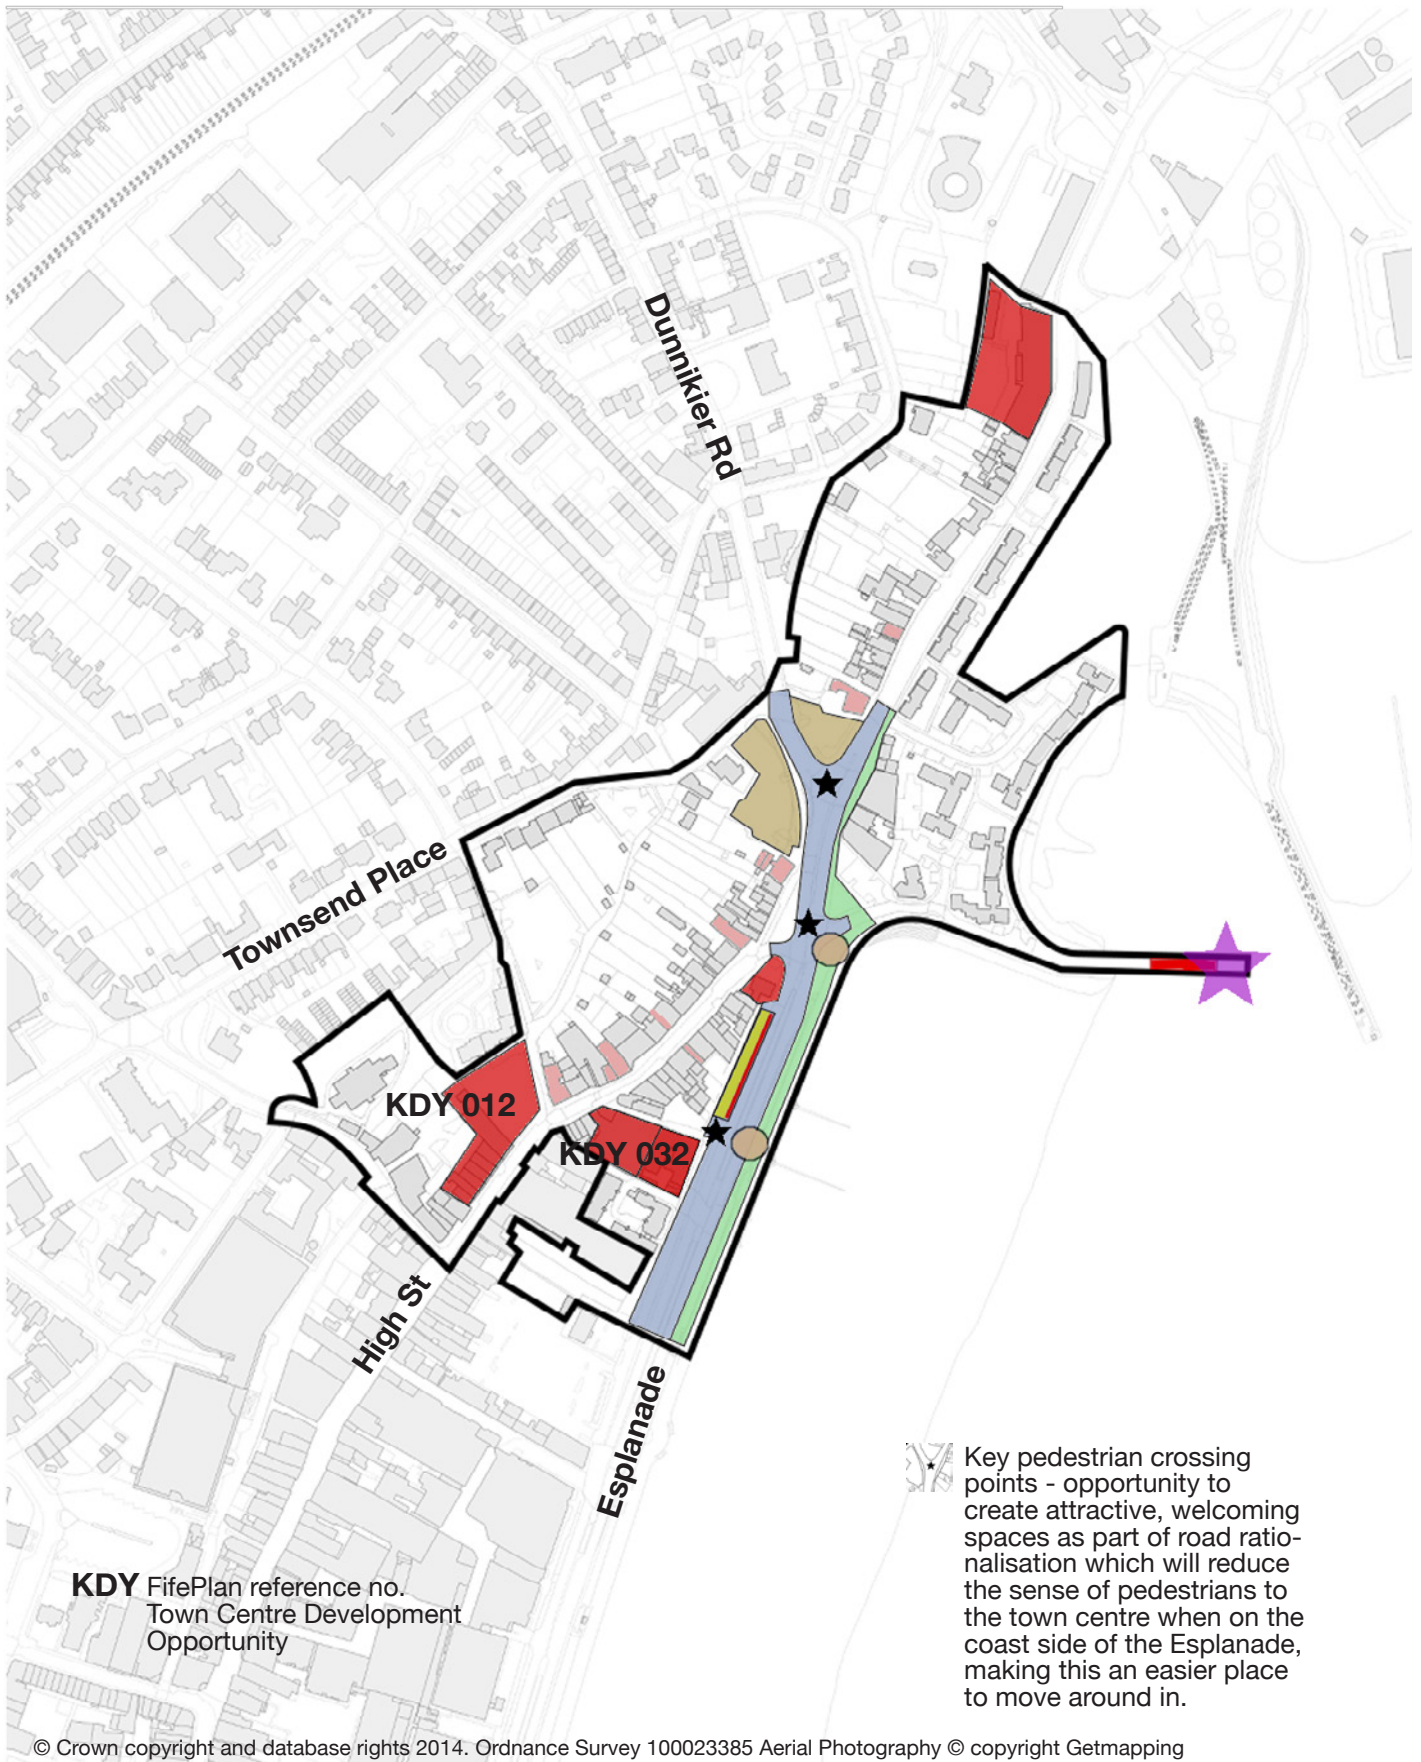 Dunnikier Rd
Townsend Place
KDY 012
KDY 032
High St
Esplanade
Key pedestrian crossing
points - opportunity to
create attractive, welcoming
spaces as part of road ratio-
nalisation which will reduce
the sense of pedestrians to
the town centre when on the
coast side of the Esplanade,
making this an easier place
to move around in.
KDY FifePlan reference no.
Town Centre Development
Opportunity
© Crown copyright and database rights 2014. Ordnance Survey 100023385 Aerial Photography © copyright Getmapping